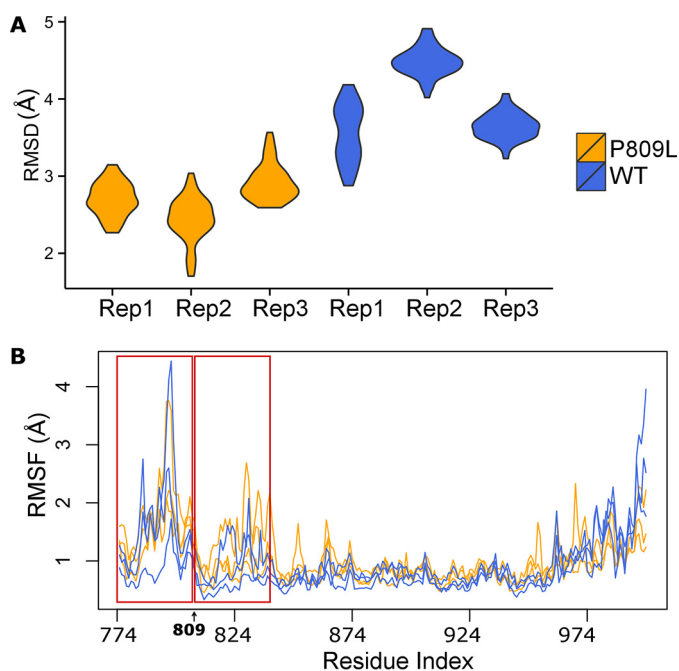 A
RMSD (Å)
5
4
3
2
Rep1 Rep2 Rep3 Rep1 Rep2 Rep3
P809L
WT
B
RMSF (Å)
4
3
2
1
774 809 824 874 924 974
Residue Index